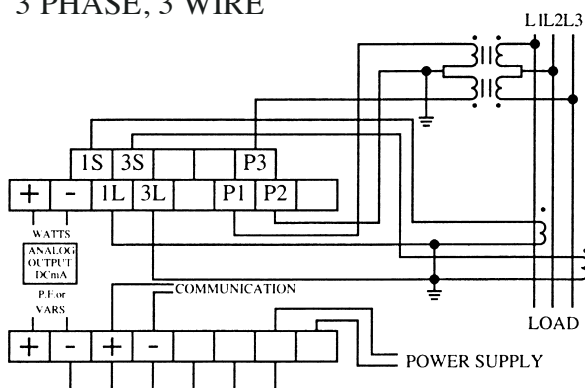 3 PHASE, 3 WIRE
L1L2L3
1S 3S P3
+ - 1L 3L P1 P2
WATTS
ANALOG
OUTPUT
DCmA
P.F.or
VARS
COMMUNICATION
LOAD
+ - + -
POWER SUPPLY